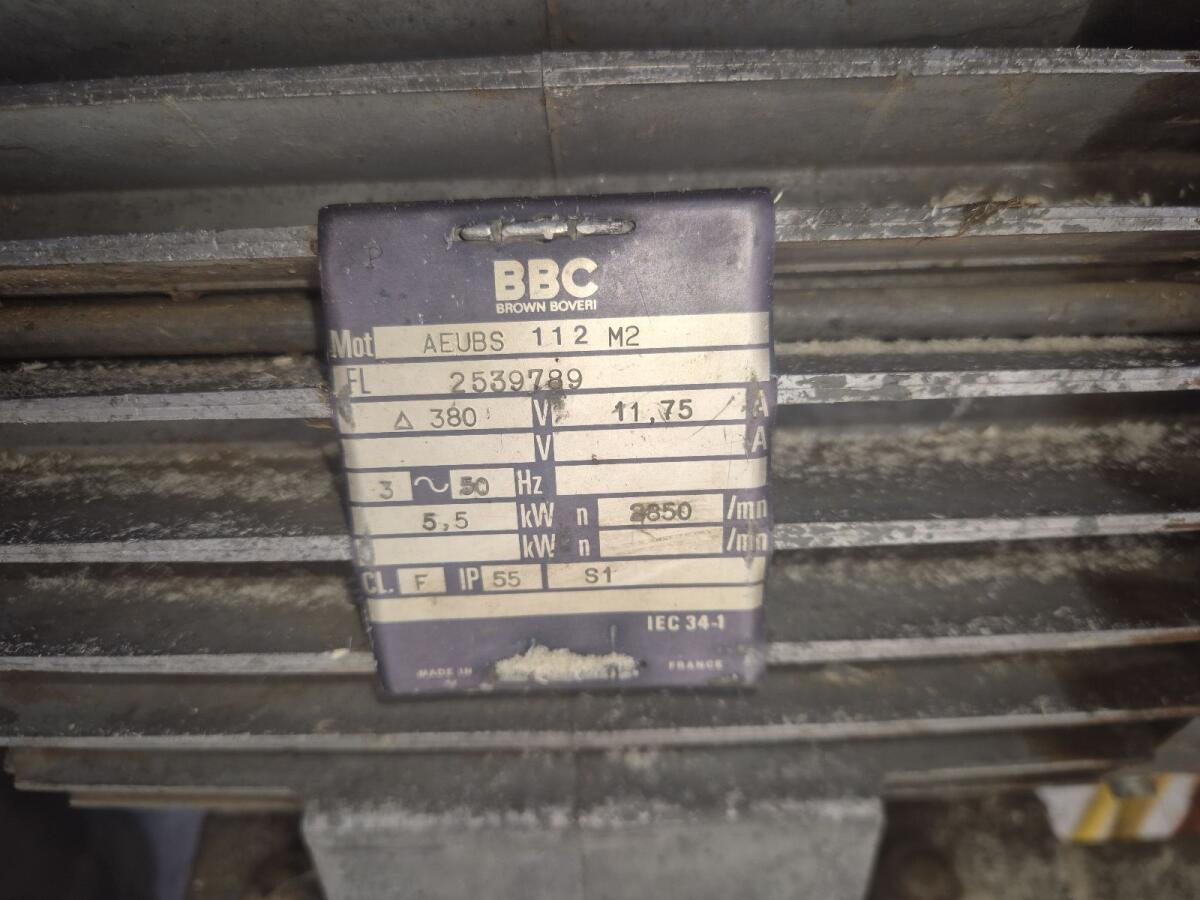 BBC
BROWN BOVERI
Mot AEUBS 112 M2
FL 2539789
△ 380 V 11,75 A
V A
3 ~ 50 Hz
5,5 kW n 2850 /mn
kW n /mn
CL. F IP 55 S1
IEC 34-1
MADE IN FRANCE